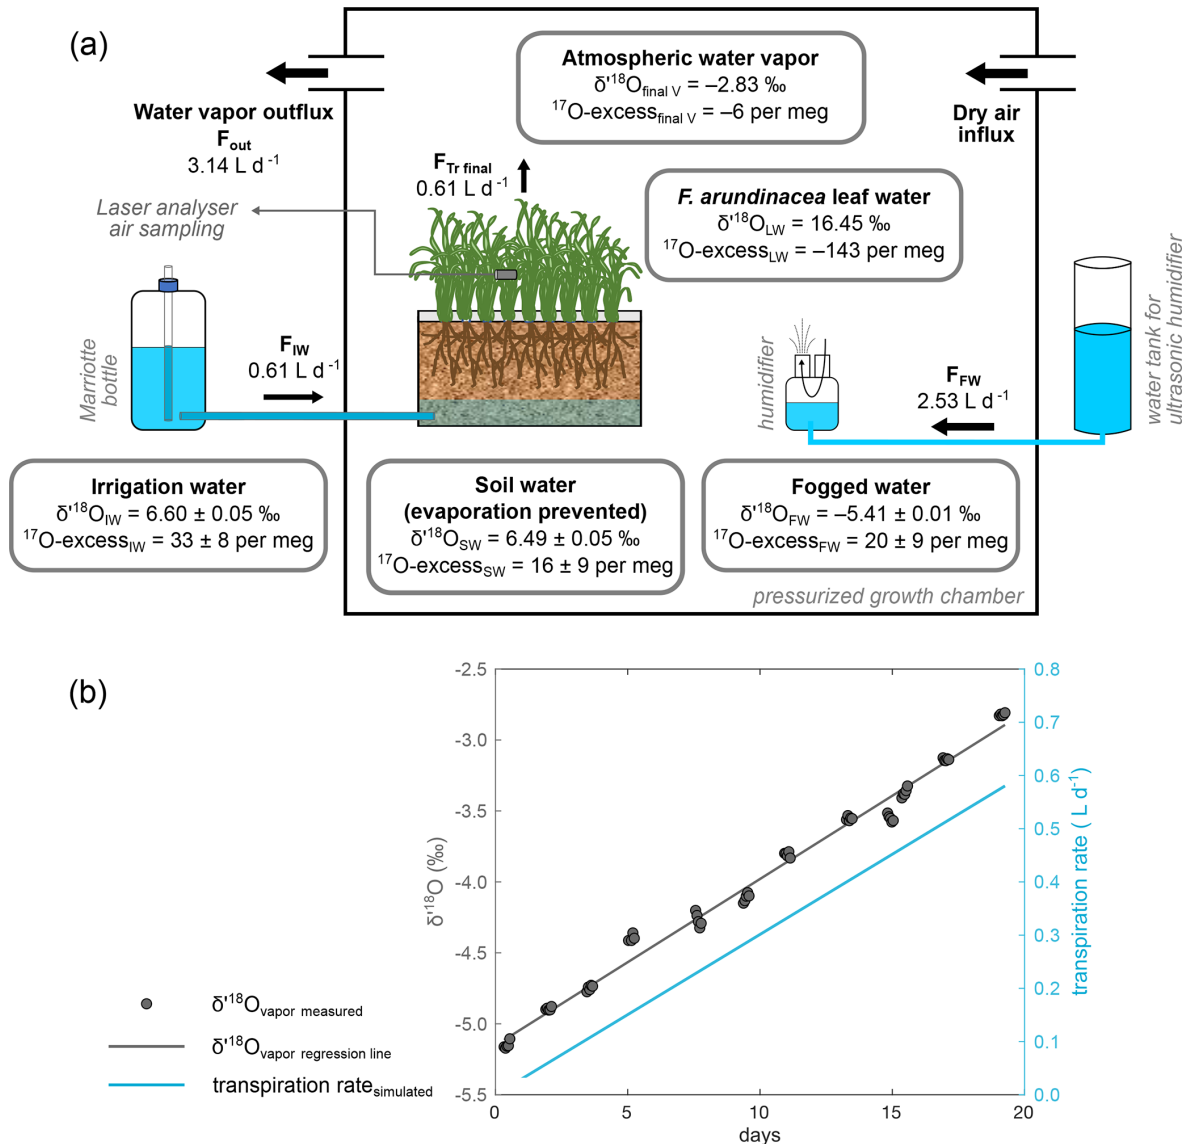 (a)
Atmospheric water vapor
δ'¹⁸O_final V = –2.83 ‰
¹⁷O-excess_final V = –6 per meg
Water vapor outflux
F_out
3.14 L d⁻¹
Dry air
influx
F_Tr final
0.61 L d⁻¹
F. arundinacea leaf water
δ'¹⁸O_LW = 16.45 ‰
¹⁷O-excess_LW = –143 per meg
Laser analyser
air sampling
Marriotte
bottle
F_IW
0.61 L d⁻¹
humidifier
F_FW
2.53 L d⁻¹
water tank for
ultrasonic humidifier
Irrigation water
δ'¹⁸O_IW = 6.60 ± 0.05 ‰
¹⁷O-excess_IW = 33 ± 8 per meg
Soil water
(evaporation prevented)
δ'¹⁸O_SW = 6.49 ± 0.05 ‰
¹⁷O-excess_SW = 16 ± 9 per meg
Fogged water
δ'¹⁸O_FW = –5.41 ± 0.01 ‰
¹⁷O-excess_FW = 20 ± 9 per meg
pressurized growth chamber
(b)
-2.5
-3.0
-3.5
-4.0
-4.5
-5.0
-5.5
δ'¹⁸O (‰)
0.8
0.7
0.6
0.5
0.4
0.3
0.2
0.1
0.0
transpiration rate ( L d⁻¹)
0
5
10
15
20
days
δ'¹⁸O_vapor measured
δ'¹⁸O_vapor regression line
transpiration rate_simulated